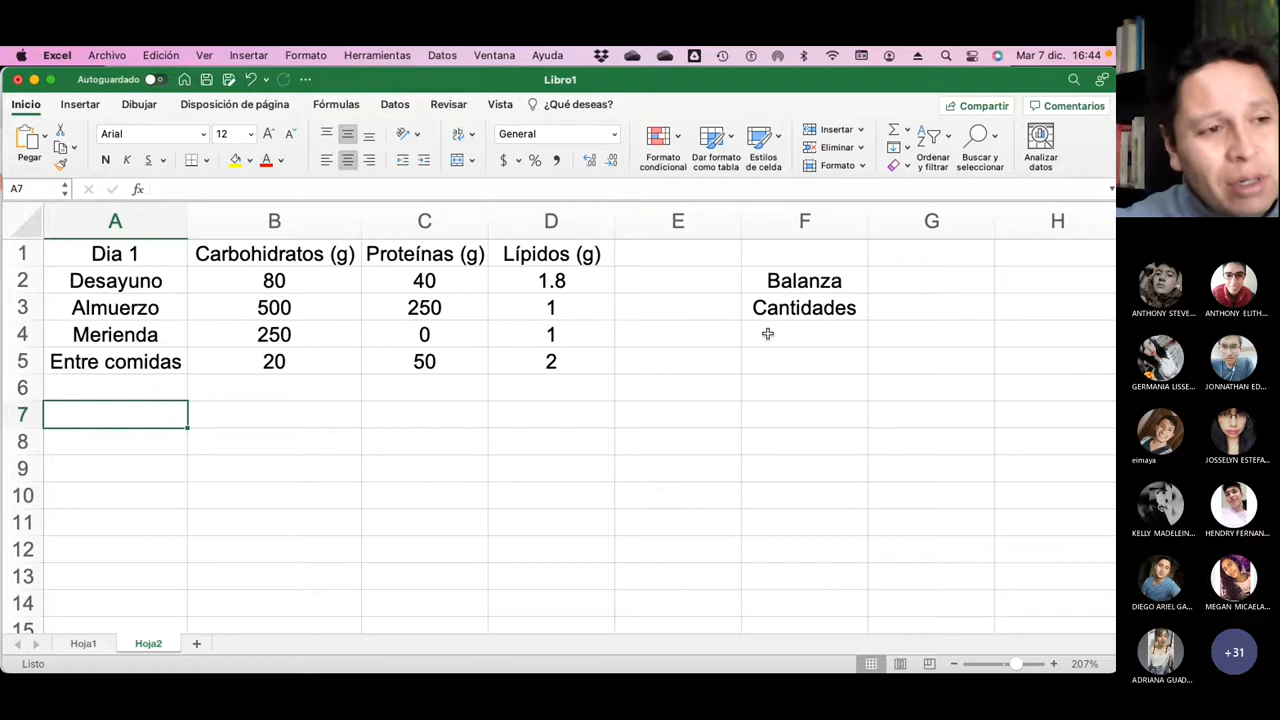 Excel Archivo Edición Ver Insertar Formato Herramientas Datos Ventana Ayuda Mar 7 dic. 16:44
Autoguardado Libro1
Inicio Insertar Dibujar Disposición de página Fórmulas Datos Revisar Vista ¿Qué deseas? Compartir Comentarios
Pegar Arial 12 General
N K S
Formato condicional
Dar formato como tabla
Estilos de celda
Insertar
Eliminar
Formato
Ordenar y filtrar
Buscar y seleccionar
Analizar datos
A7 fx
A B C D E F G H
1 Dia 1 Carbohidratos (g) Proteínas (g) Lípidos (g)
2 Desayuno 80 40 1.8 Balanza
3 Almuerzo 500 250 1 Cantidades
4 Merienda 250 0 1
5 Entre comidas 20 50 2
6
7
8
9
10
11
12
13
14
15
Hoja1 Hoja2
Listo 207%
ANTHONY STEVE... ANTHONY ELITH...
GERMANIA LISSE... JONNATHAN ED...
eimaya JOSSELYN ESTEFA...
KELLY MADELEIN... HENDRY FERNAN...
DIEGO ARIEL GA... MEGAN MICAELA...
+31
ADRIANA GUAD...